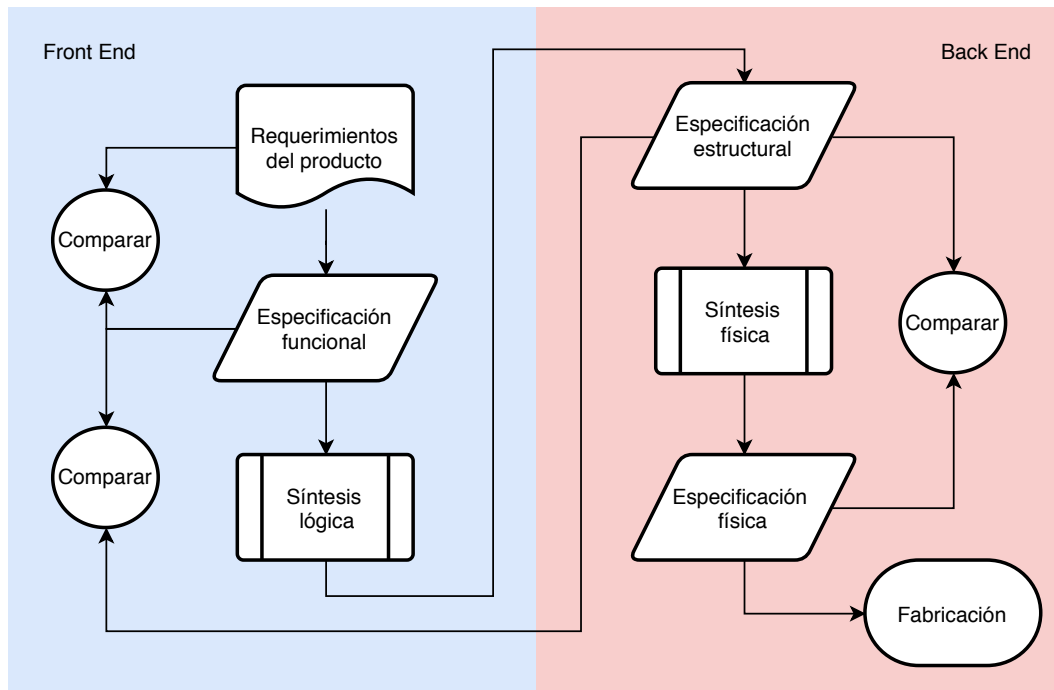 Front End
Back End
Requerimientos
del producto
Comparar
Especificación
funcional
Comparar
Síntesis
lógica
Especificación
estructural
Síntesis
física
Comparar
Especificación
física
Fabricación